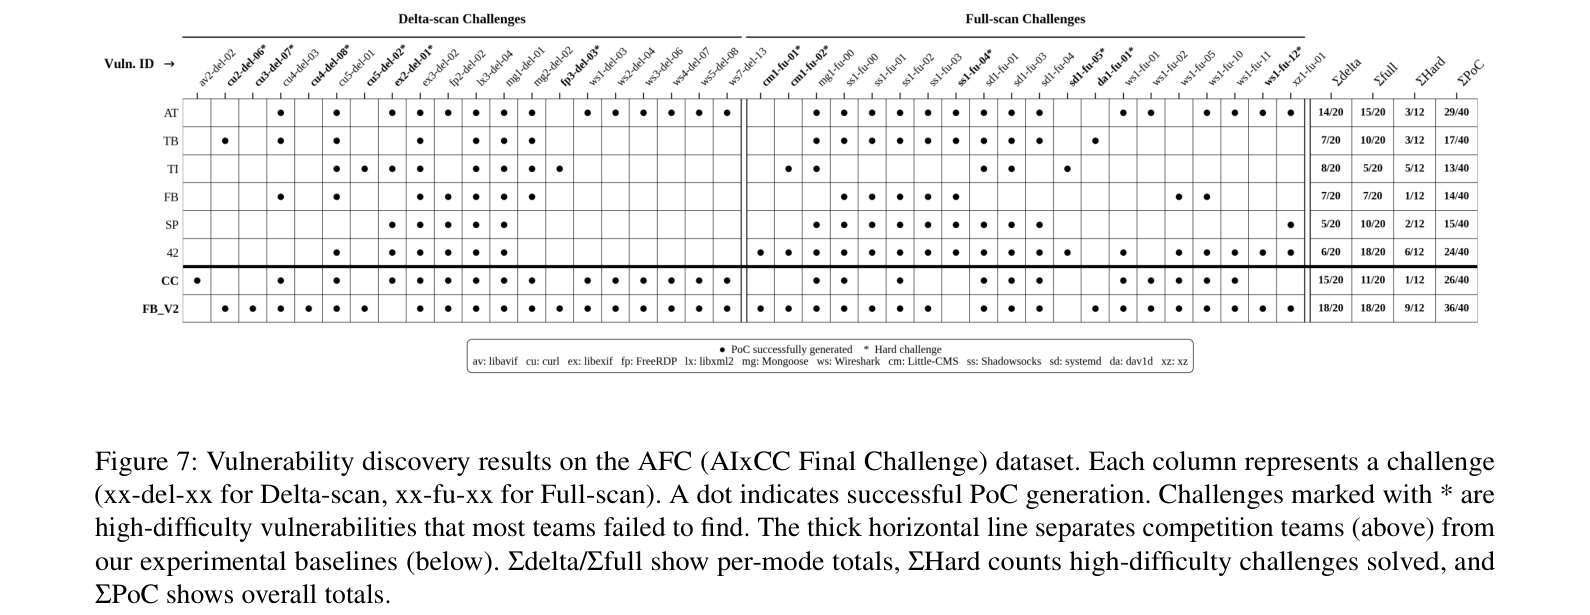 Delta-scan Challenges Full-scan Challenges
Vuln. ID → av2-del-02 cu2-del-06* cu3-del-07* cu4-del-03 cu4-del-08* cu5-del-01 cu5-del-02* ex2-del-01* ex3-del-02 fp2-del-02 lx3-del-04 mg1-del-01 mg2-del-02 fp3-del-03* ws1-del-03 ws2-del-04 ws3-del-06 ws4-del-07 ws5-del-08 ws7-del-13 cm1-fu-01* cm1-fu-02* mg1-fu-00 ss1-fu-00 ss1-fu-01 ss1-fu-02 ss1-fu-03 ss1-fu-04* sd1-fu-01 sd1-fu-03 sd1-fu-04 sd1-fu-05* da1-fu-01* ws1-fu-01 ws1-fu-02 ws1-fu-05 ws1-fu-10 ws1-fu-11 ws1-fu-12* xz1-fu-01 Σdelta Σfull ΣHard ΣPoC
AT 14/20 15/20 3/12 29/40
TB 7/20 10/20 3/12 17/40
TI 8/20 5/20 5/12 13/40
FB 7/20 7/20 1/12 14/40
SP 5/20 10/20 2/12 15/40
42 6/20 18/20 6/12 24/40
CC 15/20 11/20 1/12 26/40
FB_V2 18/20 18/20 9/12 36/40
● PoC successfully generated * Hard challenge
av: libavif cu: curl ex: libexif fp: FreeRDP lx: libxml2 mg: Mongoose ws: Wireshark cm: Little-CMS ss: Shadowsocks sd: systemd da: dav1d xz: xz
Figure 7: Vulnerability discovery results on the AFC (AIxCC Final Challenge) dataset. Each column represents a challenge
(xx-del-xx for Delta-scan, xx-fu-xx for Full-scan). A dot indicates successful PoC generation. Challenges marked with * are
high-difficulty vulnerabilities that most teams failed to find. The thick horizontal line separates competition teams (above) from
our experimental baselines (below). Σdelta/Σfull show per-mode totals, ΣHard counts high-difficulty challenges solved, and
ΣPoC shows overall totals.